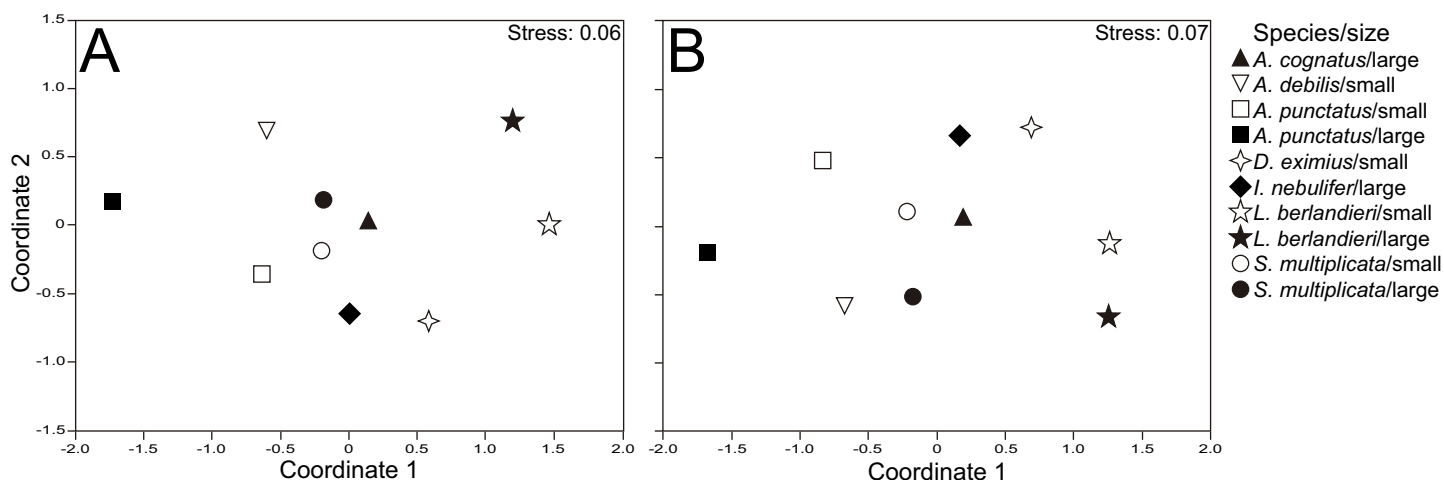 A
Stress: 0.06
1.5
1.0
0.5
0
-0.5
-1.0
-1.5
Coordinate 2
-2.0 -1.5 -1.0 -0.5 0 0.5 1.0 1.5 2.0
Coordinate 1
B
Stress: 0.07
-2.0 -1.5 -1.0 -0.5 0 0.5 1.0 1.5 2.0
Coordinate 1
Species/size
A. cognatus/large
A. debilis/small
A. punctatus/small
A. punctatus/large
D. eximius/small
I. nebulifer/large
L. berlandieri/small
L. berlandieri/large
S. multiplicata/small
S. multiplicata/large